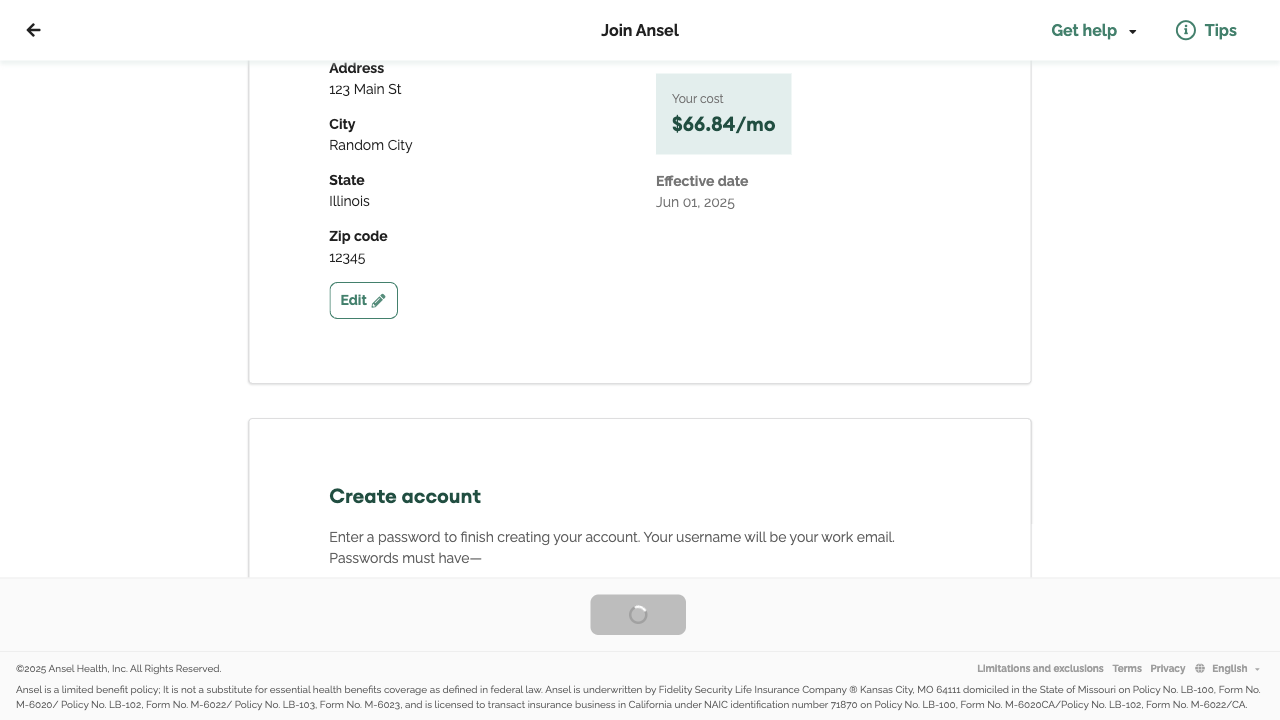 Join Ansel
Get help
Tips
Address
123 Main St
City
Random City
State
Illinois
Zip code
12345
Edit
Your cost
$66.84/mo
Effective date
Jun 01, 2025
Create account
Enter a password to finish creating your account. Your username will be your work email.
Passwords must have—
©2025 Ansel Health, Inc. All Rights Reserved.
Limitations and exclusions
Terms
Privacy
English
Ansel is a limited benefit policy; It is not a substitute for essential health benefits coverage as defined in federal law. Ansel is underwritten by Fidelity Security Life Insurance Company ® Kansas City, MO 64111 domiciled in the State of Missouri on Policy No. LB-100, Form No.
M-6020/ Policy No. LB-102, Form No. M-6022/ Policy No. LB-103, Form No. M-6023, and is licensed to transact insurance business in California under NAIC identification number 71870 on Policy No. LB-100, Form No. M-6020CA/Policy No. LB-102, Form No. M-6022/CA.